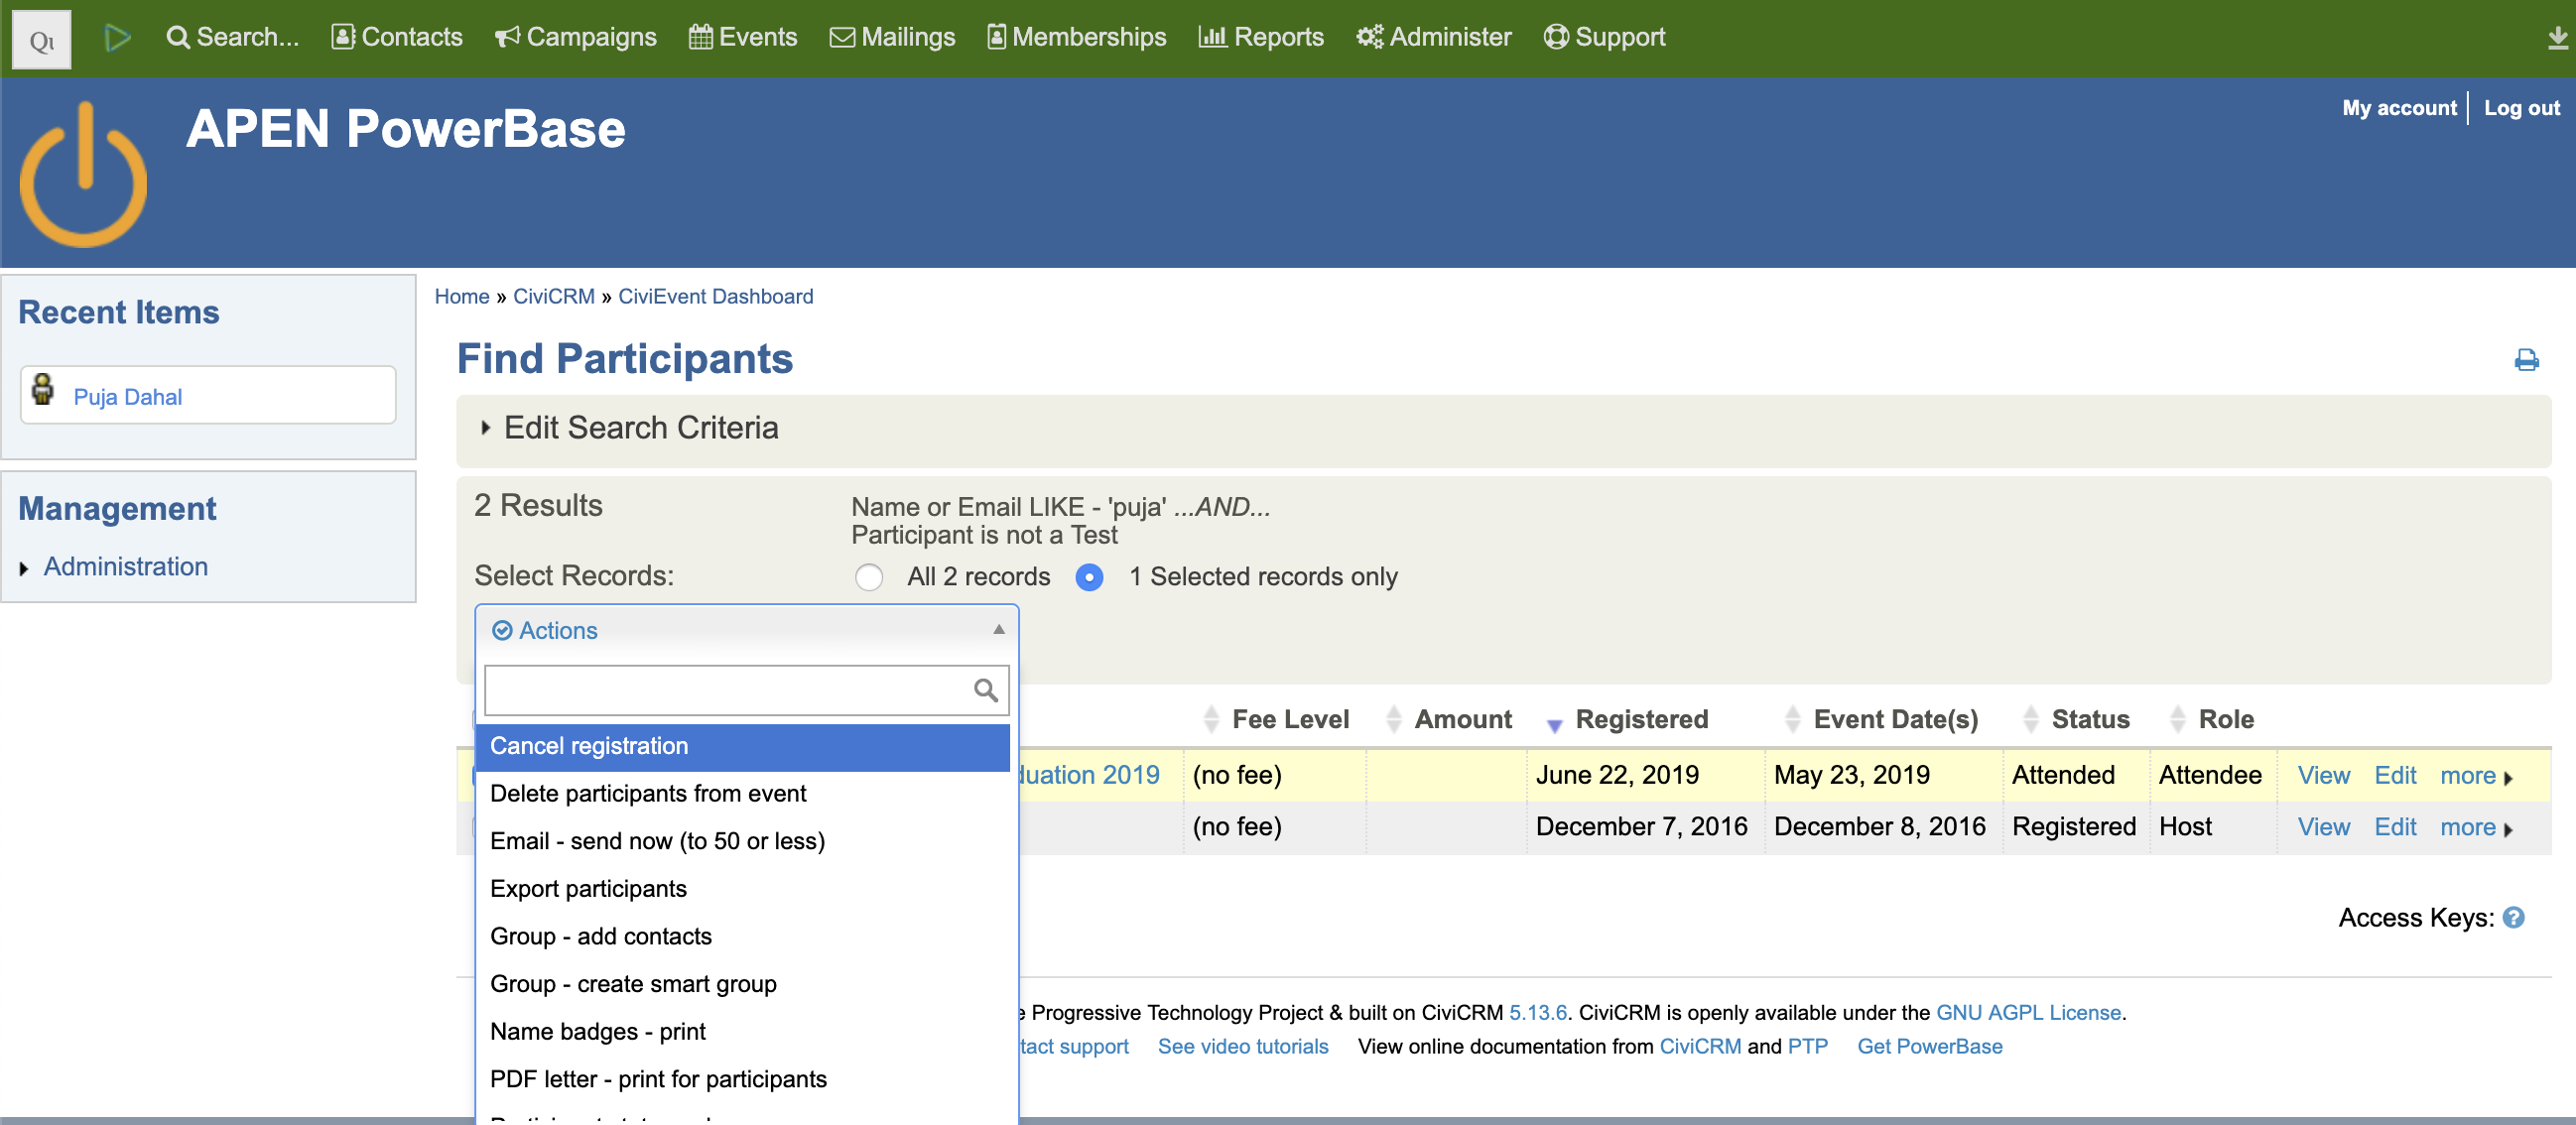 Search... Contacts Campaigns Events Mailings Memberships Reports Administer Support
APEN PowerBase
My account Log out
Recent Items
Puja Dahal
Management
Administration
Home » CiviCRM » CiviEvent Dashboard
Find Participants
Edit Search Criteria
2 Results
Name or Email LIKE - 'puja' ...AND...
Participant is not a Test
Select Records: All 2 records 1 Selected records only
Actions
Cancel registration
Delete participants from event
Email - send now (to 50 or less)
Export participants
Group - add contacts
Group - create smart group
Name badges - print
PDF letter - print for participants
Fee Level Amount Registered Event Date(s) Status Role
2019 (no fee) June 22, 2019 May 23, 2019 Attended Attendee View Edit more
(no fee) December 7, 2016 December 8, 2016 Registered Host View Edit more
Access Keys:
Progressive Technology Project & built on CiviCRM 5.13.6. CiviCRM is openly available under the GNU AGPL License.
support See video tutorials View online documentation from CiviCRM and PTP Get PowerBase